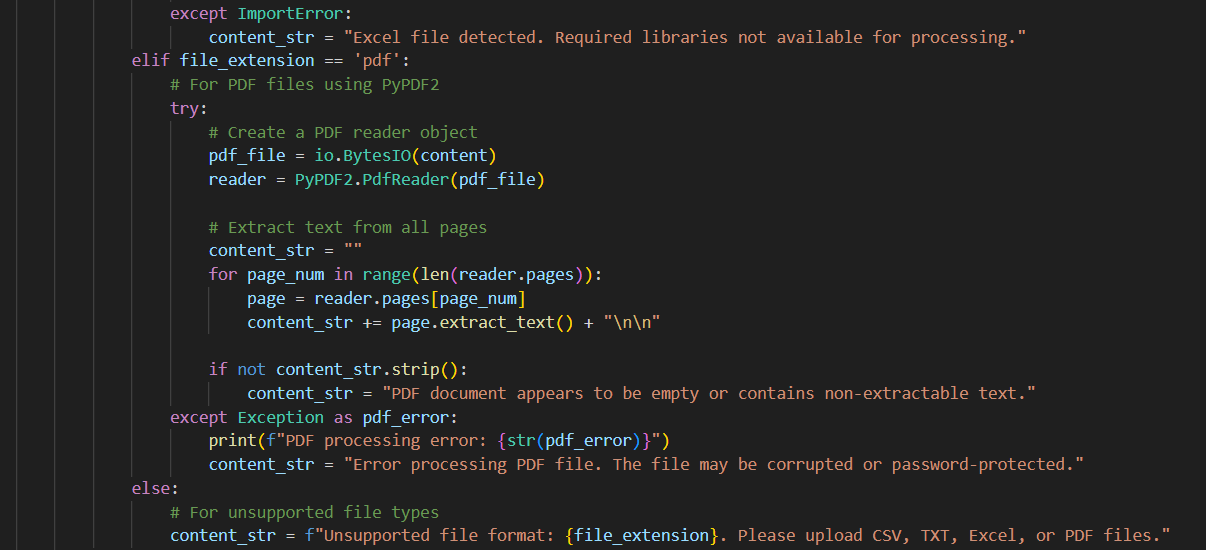 except ImportError:
content_str = "Excel file detected. Required libraries not available for processing."
elif file_extension == 'pdf':
# For PDF files using PyPDF2
try:
# Create a PDF reader object
pdf_file = io.BytesIO(content)
reader = PyPDF2.PdfReader(pdf_file)
# Extract text from all pages
content_str = ""
for page_num in range(len(reader.pages)):
page = reader.pages[page_num]
content_str += page.extract_text() + "\n\n"
if not content_str.strip():
content_str = "PDF document appears to be empty or contains non-extractable text."
except Exception as pdf_error:
print(f"PDF processing error: {str(pdf_error)}")
content_str = "Error processing PDF file. The file may be corrupted or password-protected."
else:
# For unsupported file types
content_str = f"Unsupported file format: {file_extension}. Please upload CSV, TXT, Excel, or PDF files."